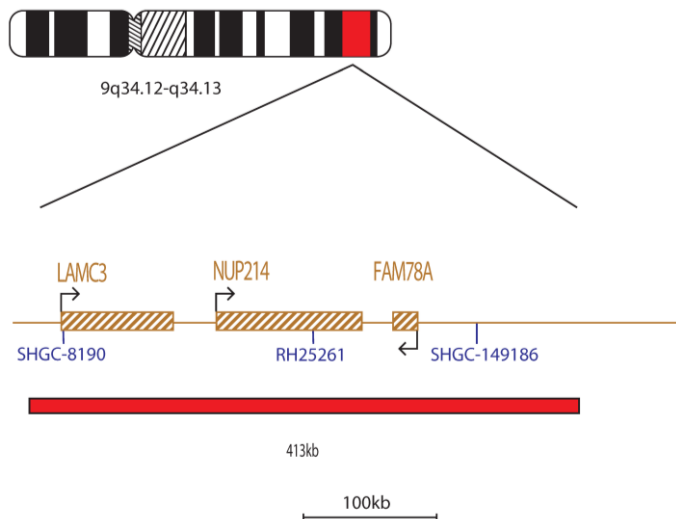 9q34.12-q34.13
LAMC3 NUP214 FAM78A
SHGC-8190 RH25261 SHGC-149186
413kb
100kb